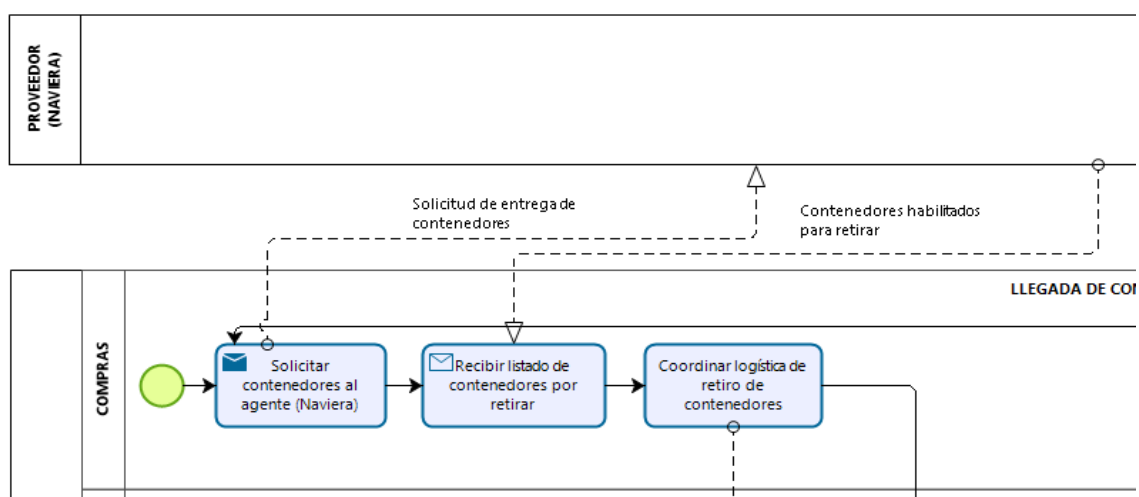 PROVEEDOR
(NAVIERA)
Solicitud de entrega de
contenedores
Contenedores habilitados
para retirar
LLEGADA DE CON
COMPRAS
Solicitar
contenedores al
agente (Naviera)
Recibir listado de
contenedores por
retirar
Coordinar logística de
retiro de
contenedores